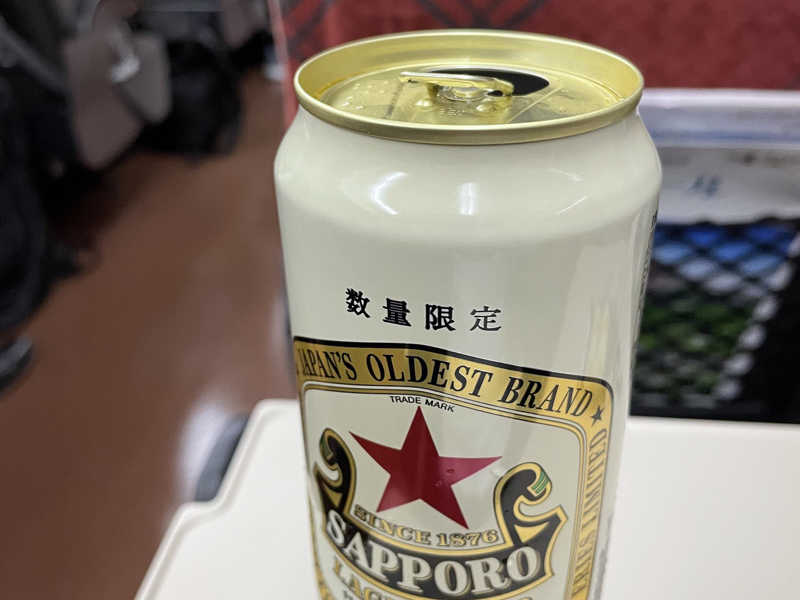 数量限定
JAPAN'S OLDEST BRAND
TRADE MARK
SINCE 1876
SAPPORO